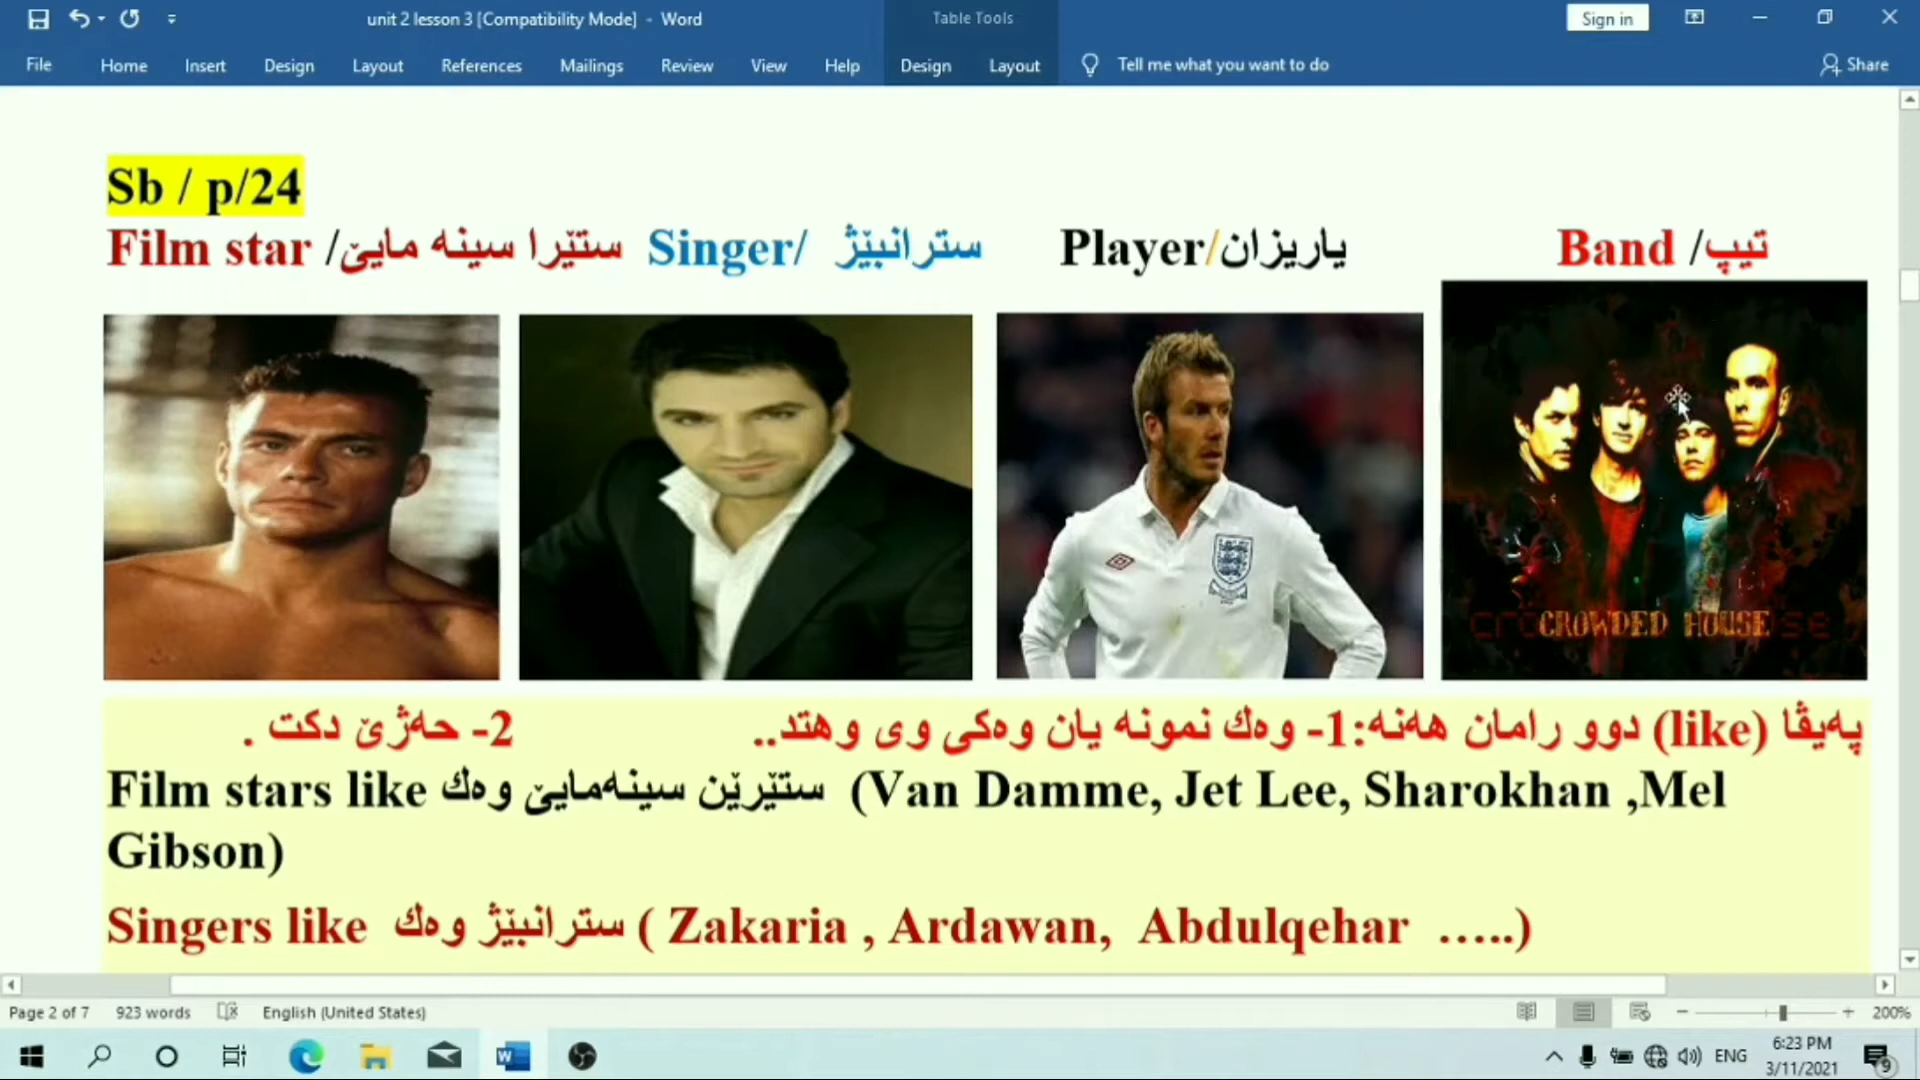 unit 2 lesson 3 [Compatibility Mode] - Word
Table Tools
Sign in
File Home Insert Design Layout References Mailings Review View Help Design Layout Tell me what you want to do Share
Sb / p/24
Film star /ستێرا سینه مایێ Singer/ سترانبێژ Player/یاریزان Band /تیپ
CROWDED HOUSE
پەیڤا (like) دوو رامان هەنە:1- وەك نمونە یان وەکی وی وهتد.. 2- حەژێ دکت .
Film stars like ستێرێن سینەمایێ وەك (Van Damme, Jet Lee, Sharokhan ,Mel
Gibson)
Singers like سترانبێژ وەك ( Zakaria , Ardawan, Abdulqehar …..)
Page 2 of 7 923 words English (United States) 200%
ENG 6:23 PM
3/11/2021 9